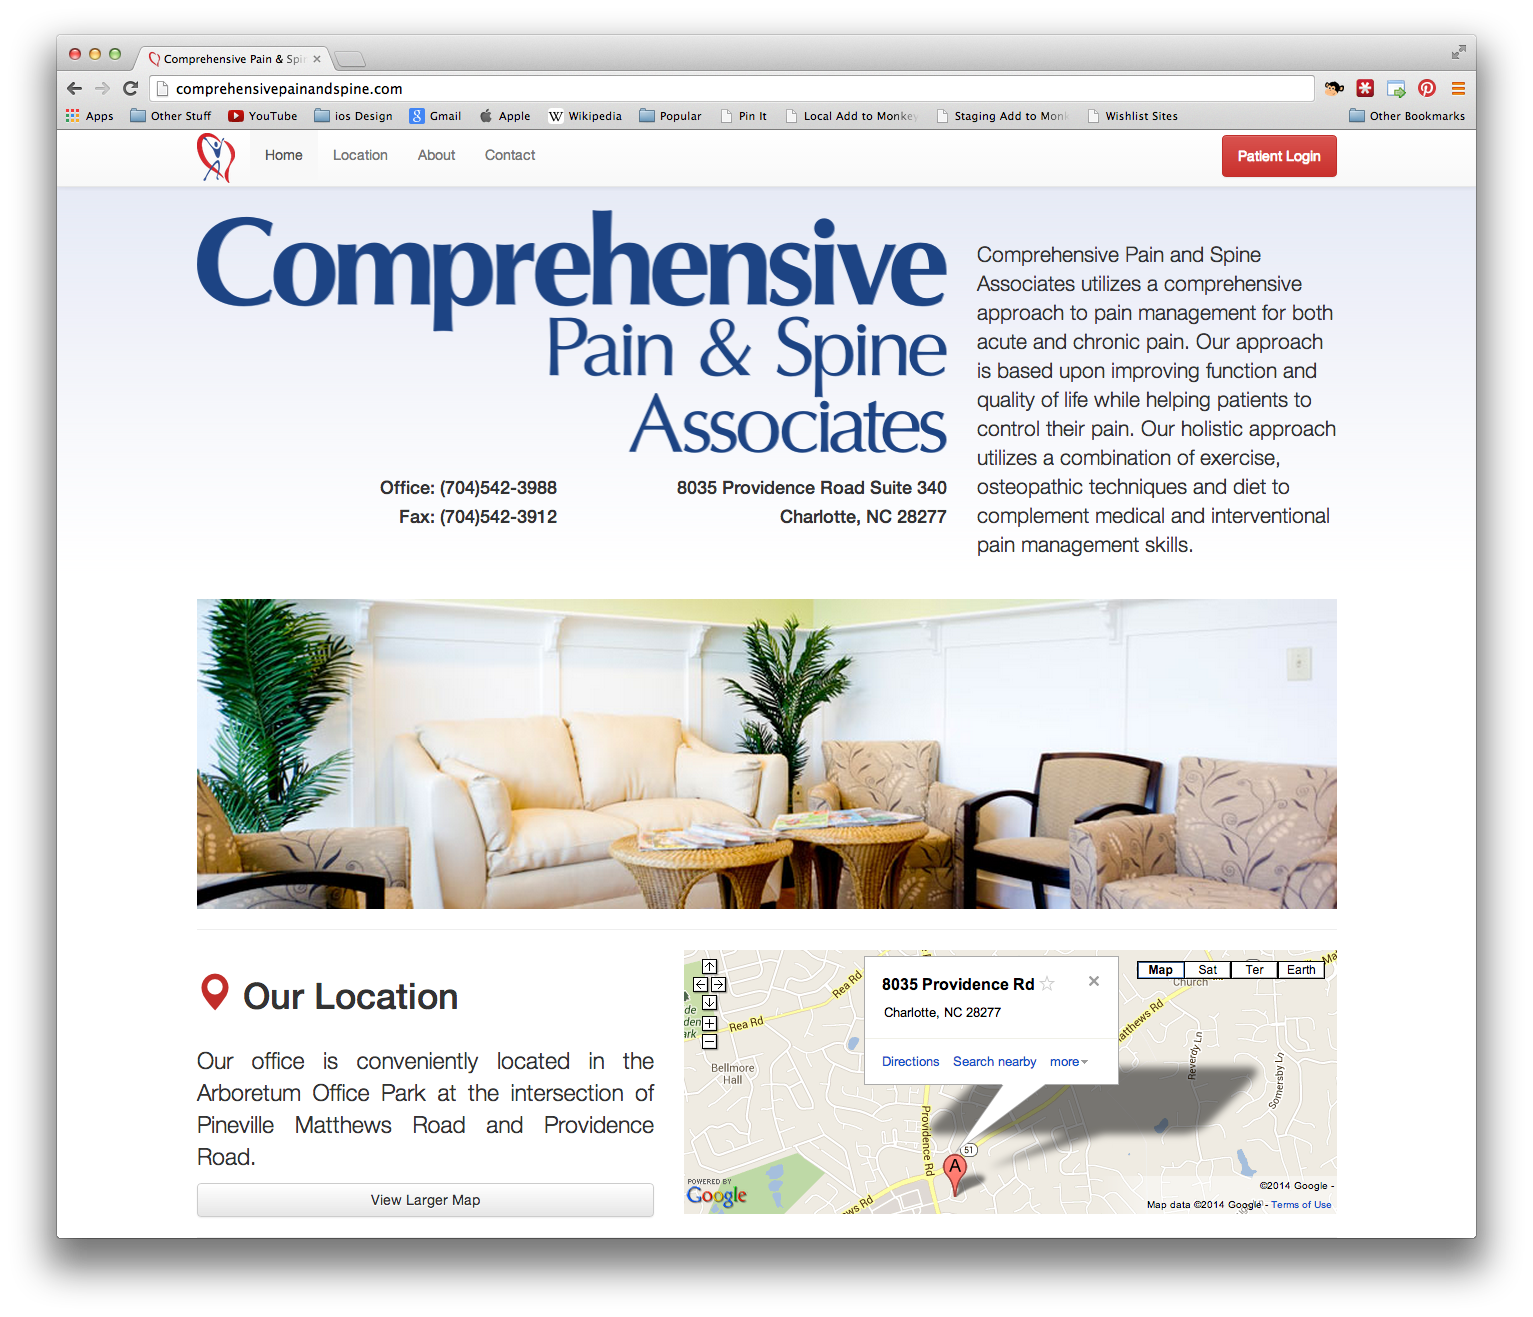 Comprehensive Pain & Spi
comprehensivepainandspine.com
Apps Other Stuff YouTube ios Design Gmail Apple Wikipedia Popular Pin It Local Add to Monkey Staging Add to Monk Wishlist Sites Other Bookmarks
Home Location About Contact Patient Login
Comprehensive
Pain & Spine
Associates
Office: (704)542-3988
Fax: (704)542-3912
8035 Providence Road Suite 340
Charlotte, NC 28277
Comprehensive Pain and Spine
Associates utilizes a comprehensive
approach to pain management for both
acute and chronic pain. Our approach
is based upon improving function and
quality of life while helping patients to
control their pain. Our holistic approach
utilizes a combination of exercise,
osteopathic techniques and diet to
complement medical and interventional
pain management skills.
Our Location
Our office is conveniently located in the
Arboretum Office Park at the intersection of
Pineville Matthews Road and Providence
Road.
View Larger Map
8035 Providence Rd
Charlotte, NC 28277
Directions Search nearby more
Map Sat Ter Earth
Church
Rea Rd
Rea Rd
Bellmore
Hall
Providence Rd
atthews Rd
Reverdy Ln
Somersby Ln
51
A
ws Rd
POWERED BY
Google
©2014 Google -
Map data ©2014 Google - Terms of Use